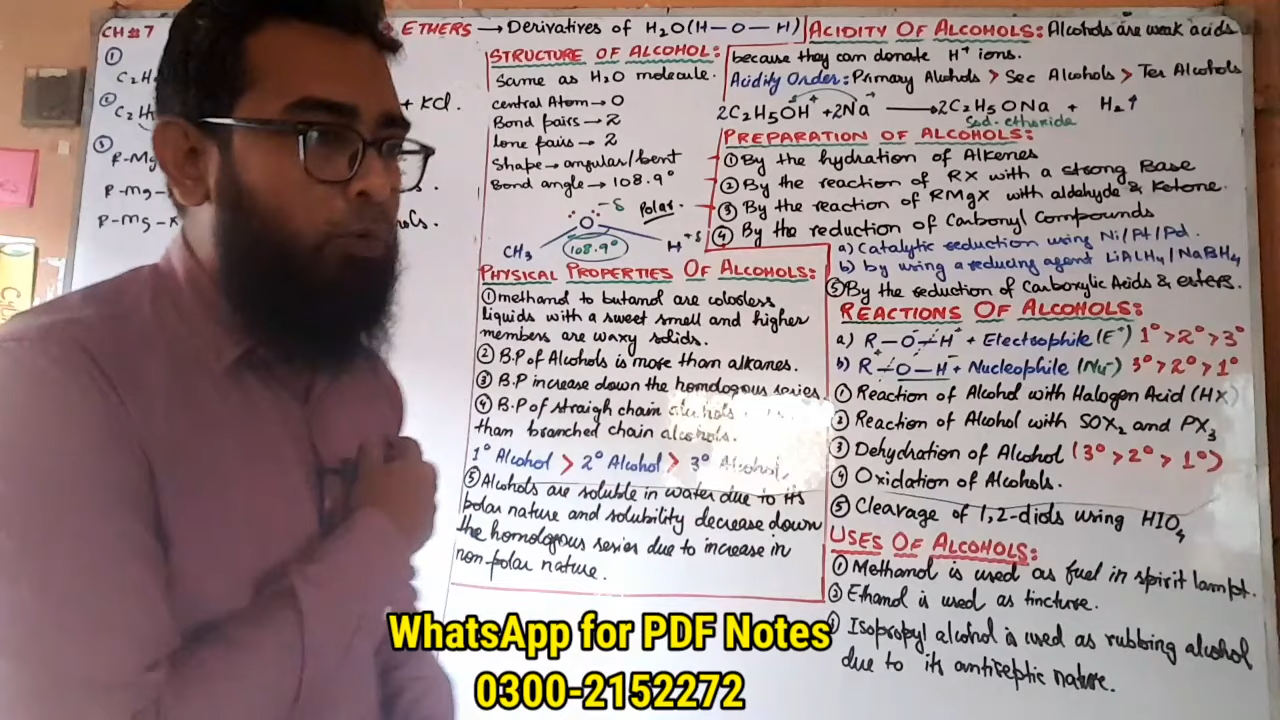 CH # 7
ETHERS → Derivatives of H₂O (H–O–H)
①
C₂H
②
C₂H
+ KCl.
③
R-Mg
R-Mg-
R-Mg-X
STRUCTURE OF ALCOHOL:
Same as H₂O molecule.
central Atom → O
Bond pairs → 2
lone pairs → 2
Shape → angular/bent
Bond angle → 108.9°
-δ
Polar.
O
CH₃ 108.9° H +δ
PHYSICAL PROPERTIES OF ALCOHOLS:
① methanol to butanol are colorless
liquids with a sweet smell and higher
members are waxy solids.
② B.P of Alcohols is more than alkanes.
③ B.P increase down the homologous series.
④ B.P of straigh chain alcohols
than branched chain alcohols.
1° Alcohol > 2° Alcohol > 3° Alcohol.
⑤ Alcohols are soluble in water due to its
polar nature and solubility decrease down
the homologous series due to increase in
non-polar nature.
ACIDITY OF ALCOHOLS: Alcohols are weak acids
because they can donate H⁺ ions.
Acidity Order: Primary Alcohols > Sec Alcohols > Ter Alcohols
2C₂H₅OH + 2Na → 2C₂H₅ONa + H₂↑
Sod. ethoxide
PREPARATION OF ALCOHOLS:
① By the hydration of Alkenes
② By the reaction of RX with a strong Base
③ By the reaction of RMgX with aldehyde & Ketone.
④ By the reduction of Carbonyl Compounds
a) Catalytic reduction using Ni/Pt/Pd.
b) by using a reducing agent LiAlH₄/NaBH₄
⑤ By the reduction of Carboxylic Acids & esters.
REACTIONS OF ALCOHOLS:
a) R–O–H + Electrophile (E⁺) 1° > 2° > 3°
b) R–O–H + Nucleophile (Nu⁻) 3° > 2° > 1°
① Reaction of Alcohol with Halogen Acid (HX)
② Reaction of Alcohol with SOX₂ and PX₃
③ Dehydration of Alcohol (3° > 2° > 1°)
④ Oxidation of Alcohols.
⑤ Cleavage of 1,2-diols using HIO₄
USES OF ALCOHOLS:
① Methanol is used as fuel in spirit lampt.
② Ethanol is used as tincture.
Isopropyl alcohol is used as rubbing alcohol
due to its antiseptic nature.
WhatsApp for PDF Notes
0300-2152272